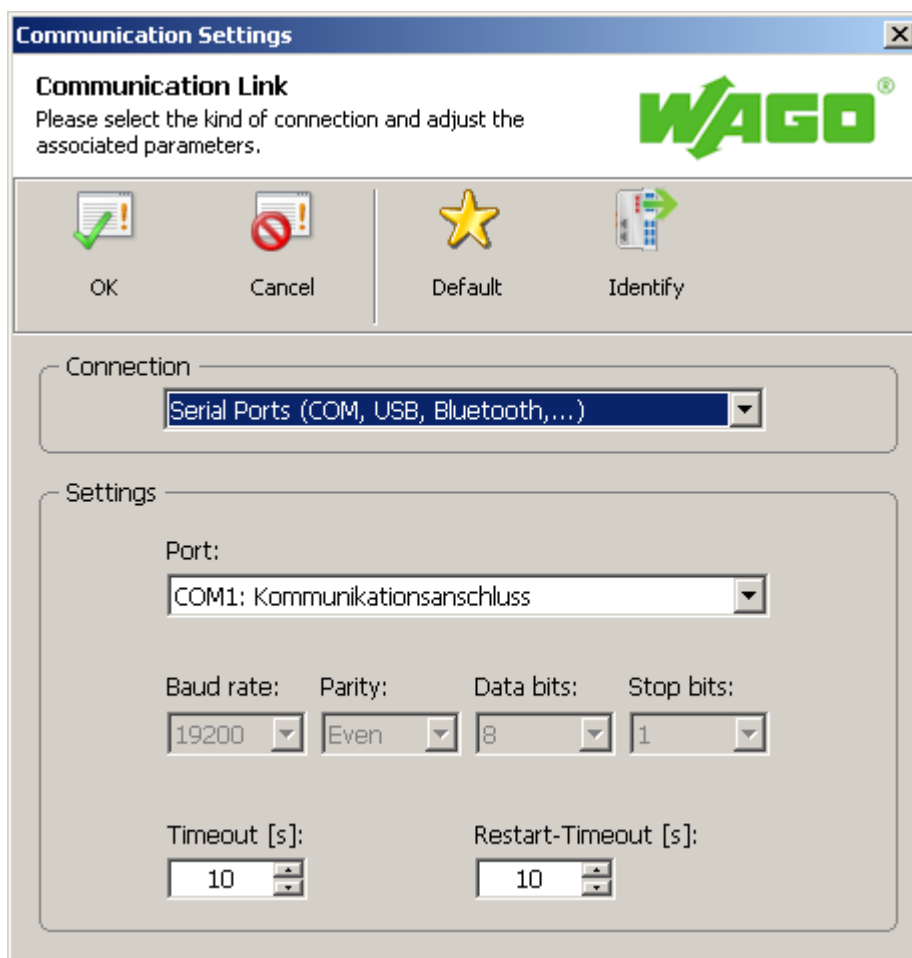 Communication Settings
Communication Link
Please select the kind of connection and adjust the
associated parameters.
WAGO®
OK Cancel Default Identify
Connection
Serial Ports (COM, USB, Bluetooth,...)
Settings
Port:
COM1: Kommunikationsanschluss
Baud rate: Parity: Data bits: Stop bits:
19200 Even 8 1
Timeout [s]: Restart-Timeout [s]:
10 10